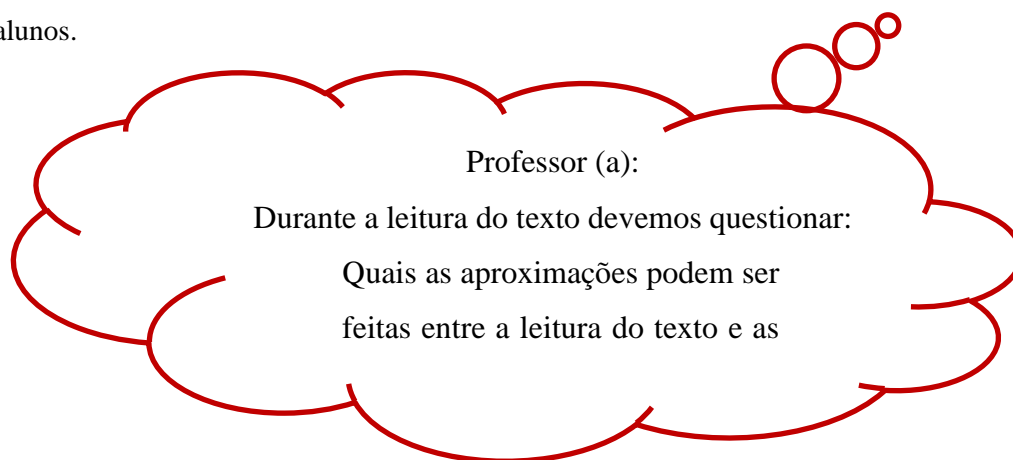 alunos.
Professor (a):
Durante a leitura do texto devemos questionar:
Quais as aproximações podem ser
feitas entre a leitura do texto e as